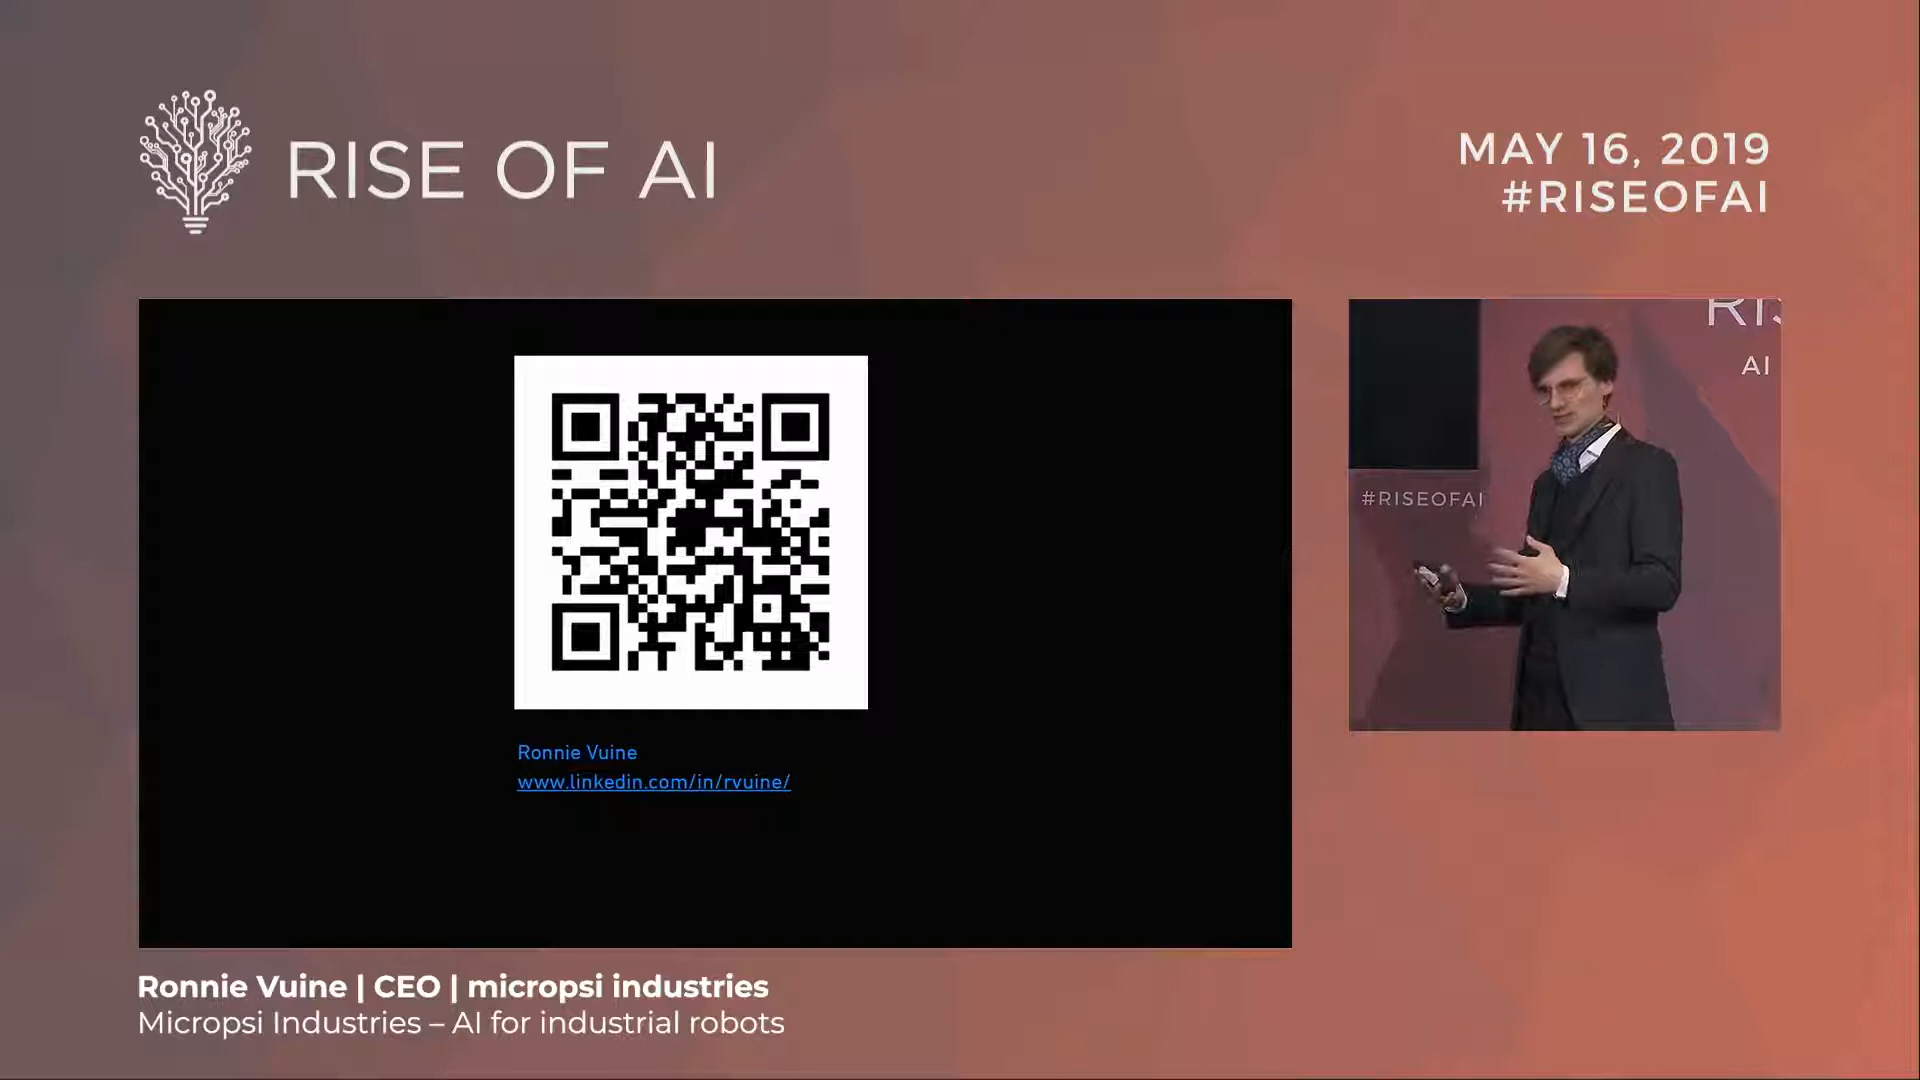 RISE OF AI
MAY 16, 2019
#RISEOFAI
AI
#RISEOFAI
Ronnie Vuine
www.linkedin.com/in/rvuine/
Ronnie Vuine | CEO | micropsi industries
Micropsi Industries – AI for industrial robots